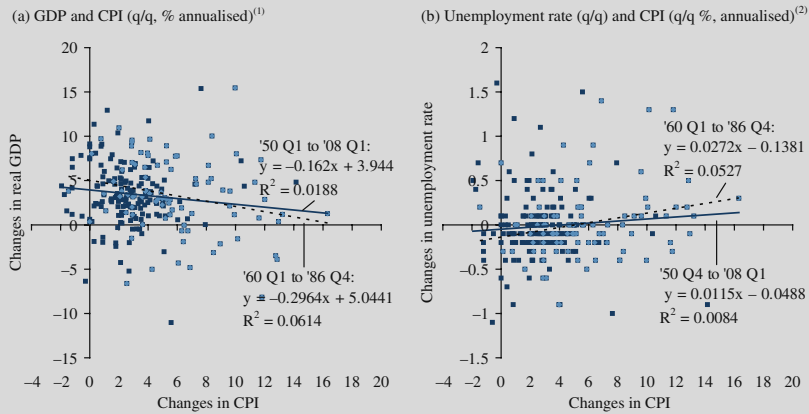 (a) GDP and CPI (q/q, % annualised)(1)
20
15
10
5
0
−5
−10
−15
−4 −2 0 2 4 6 8 10 12 14 16 18 20
Changes in real GDP
Changes in CPI
'50 Q1 to '08 Q1:
y = −0.162x + 3.944
R2 = 0.0188
'60 Q1 to '86 Q4:
y = −0.2964x + 5.0441
R2 = 0.0614
(b) Unemployment rate (q/q) and CPI (q/q %, annualised)(2)
2
1.5
1
0.5
0
−0.5
−1
−1.5
−4 −2 0 2 4 6 8 10 12 14 16 18 20
Changes in unemployment rate
Changes in CPI
'60 Q1 to '86 Q4:
y = 0.0272x − 0.1381
R2 = 0.0527
'50 Q4 to '08 Q1
y = 0.0115x − 0.0488
R2 = 0.0084